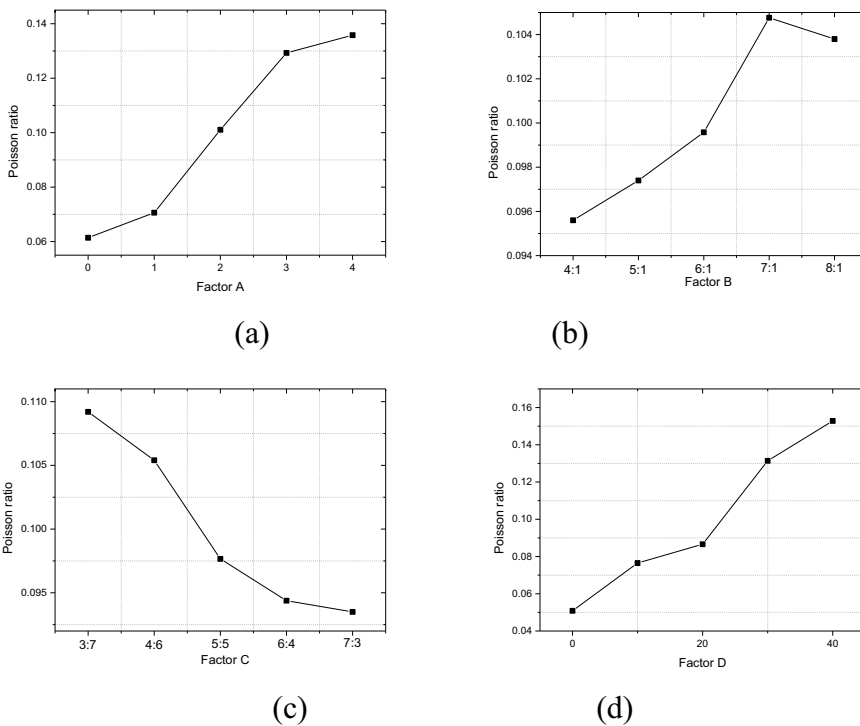 0.14
0.12
0.10
0.08
0.06
Poisson ratio
0 1 2 3 4
Factor A
(a)
0.104
0.102
0.100
0.098
0.096
0.094
Poisson ratio
4:1 5:1 6:1 7:1 8:1
Factor B
(b)
0.110
0.105
0.100
0.095
Poisson ratio
3:7 4:6 5:5 6:4 7:3
Factor C
(c)
0.16
0.14
0.12
0.10
0.08
0.06
0.04
Poisson ratio
0 20 40
Factor D
(d)